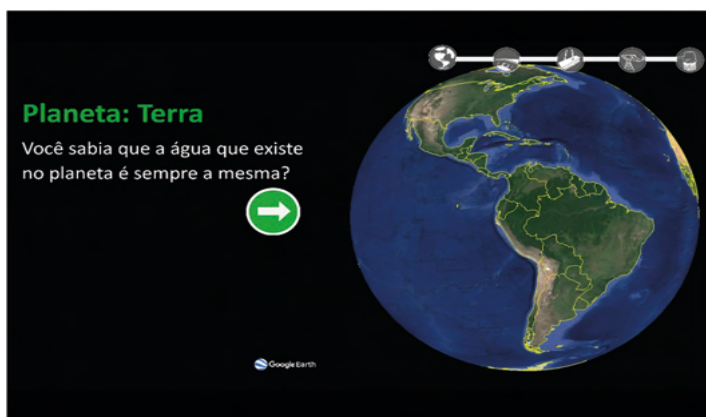 Planeta: Terra
Você sabia que a água que existe
no planeta é sempre a mesma?
Google Earth